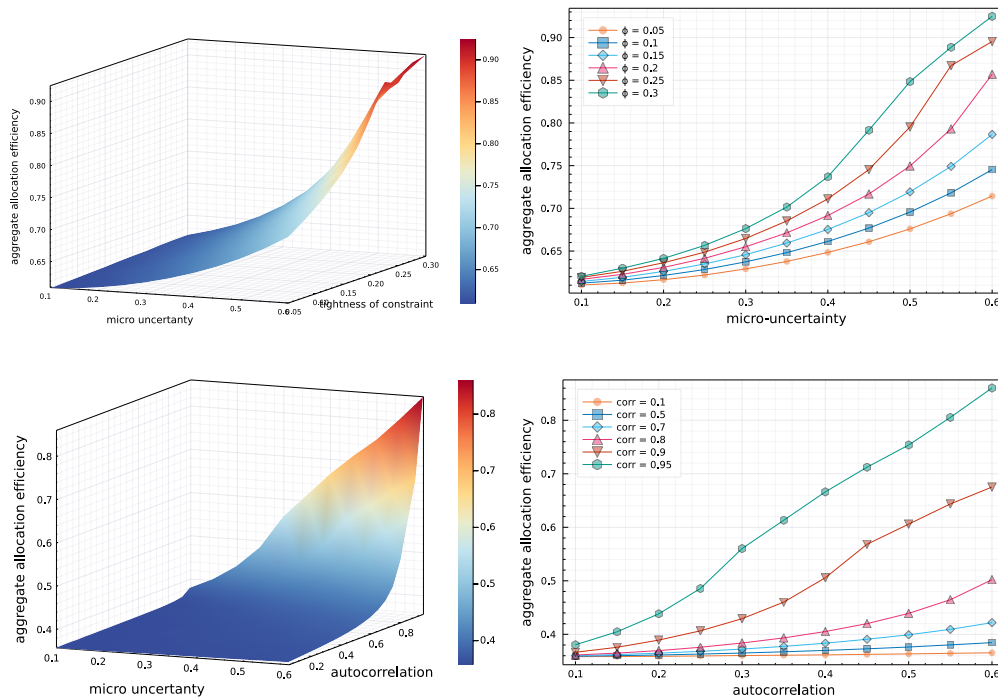 aggregate allocation efficiency
0.90
0.85
0.80
0.75
0.70
0.65
0.1
0.2
0.3
0.4
0.5
0.05
0.15
0.20
0.25
0.30
micro uncertanty
tightness of constraint
0.90
0.85
0.80
0.75
0.70
0.65
aggregate allocation efficiency
0.90
0.85
0.80
0.75
0.70
0.65
ϕ = 0.05
ϕ = 0.1
ϕ = 0.15
ϕ = 0.2
ϕ = 0.25
ϕ = 0.3
0.1
0.2
0.3
0.4
0.5
0.6
micro-uncertainty
aggregate allocation efficiency
0.8
0.7
0.6
0.5
0.4
0.1
0.2
0.3
0.4
0.5
0.6
0.2
0.4
0.6
0.8
micro uncertanty
autocorrelation
0.8
0.7
0.6
0.5
0.4
aggregate allocation efficiency
0.8
0.7
0.6
0.5
0.4
corr = 0.1
corr = 0.5
corr = 0.7
corr = 0.8
corr = 0.9
corr = 0.95
0.1
0.2
0.3
0.4
0.5
0.6
autocorrelation